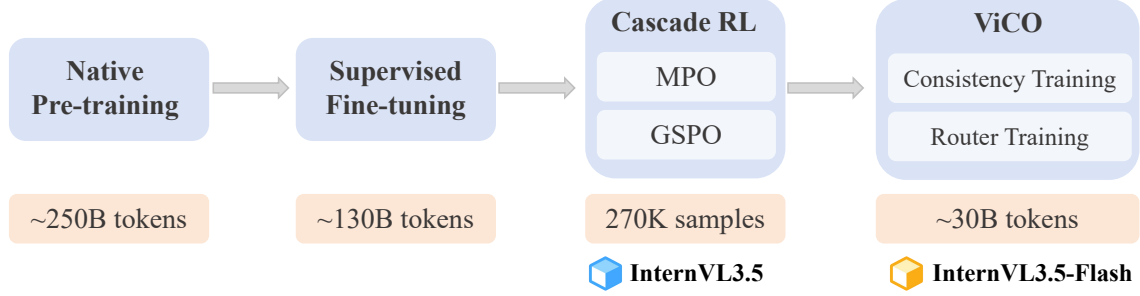 Native
Pre-training
Supervised
Fine-tuning
Cascade RL
MPO
GSPO
ViCO
Consistency Training
Router Training
~250B tokens
~130B tokens
270K samples
~30B tokens
InternVL3.5
InternVL3.5-Flash